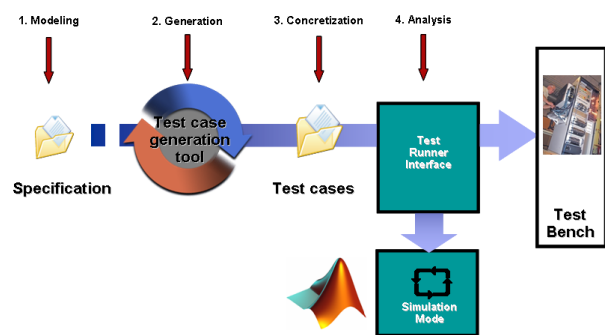 1. Modeling
2. Generation
3. Concretization
4. Analysis
Test case
generation
tool
Test
Runner
Interface
Specification
Test cases
Test
Bench
Simulation
Mode